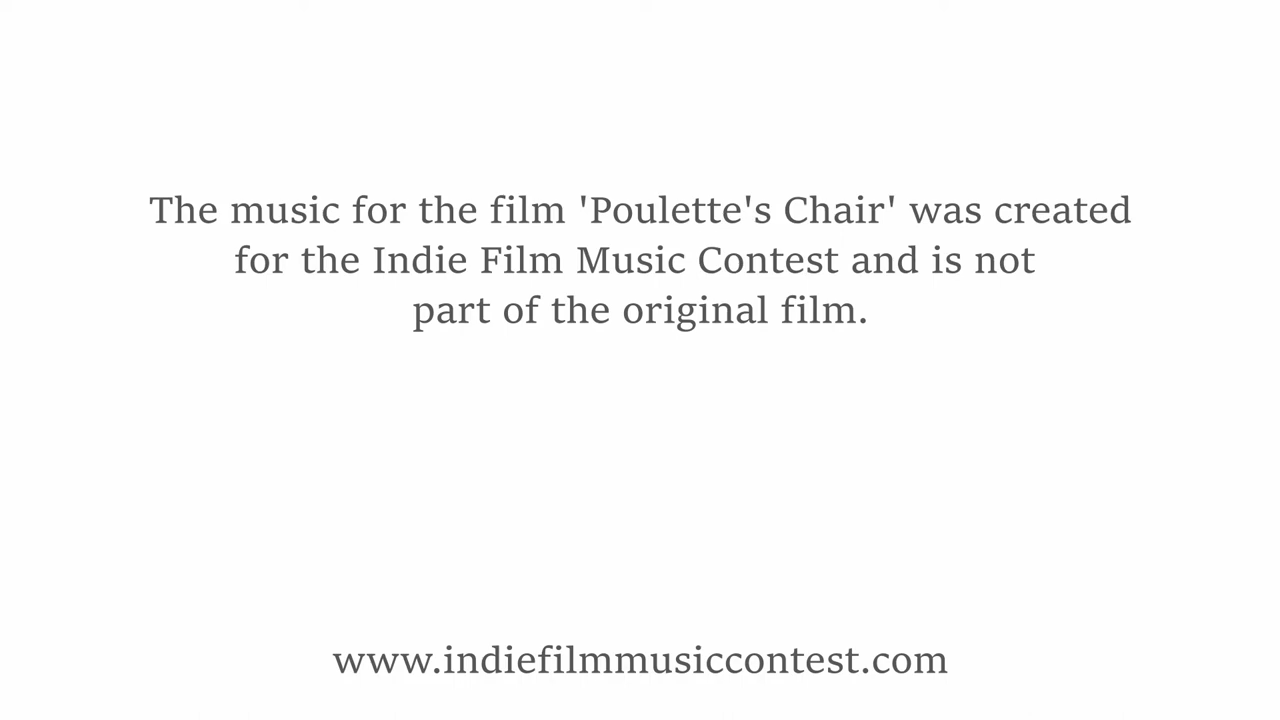 The music for the film 'Poulette's Chair' was created
for the Indie Film Music Contest and is not
part of the original film.
www.indiefilmmusiccontest.com